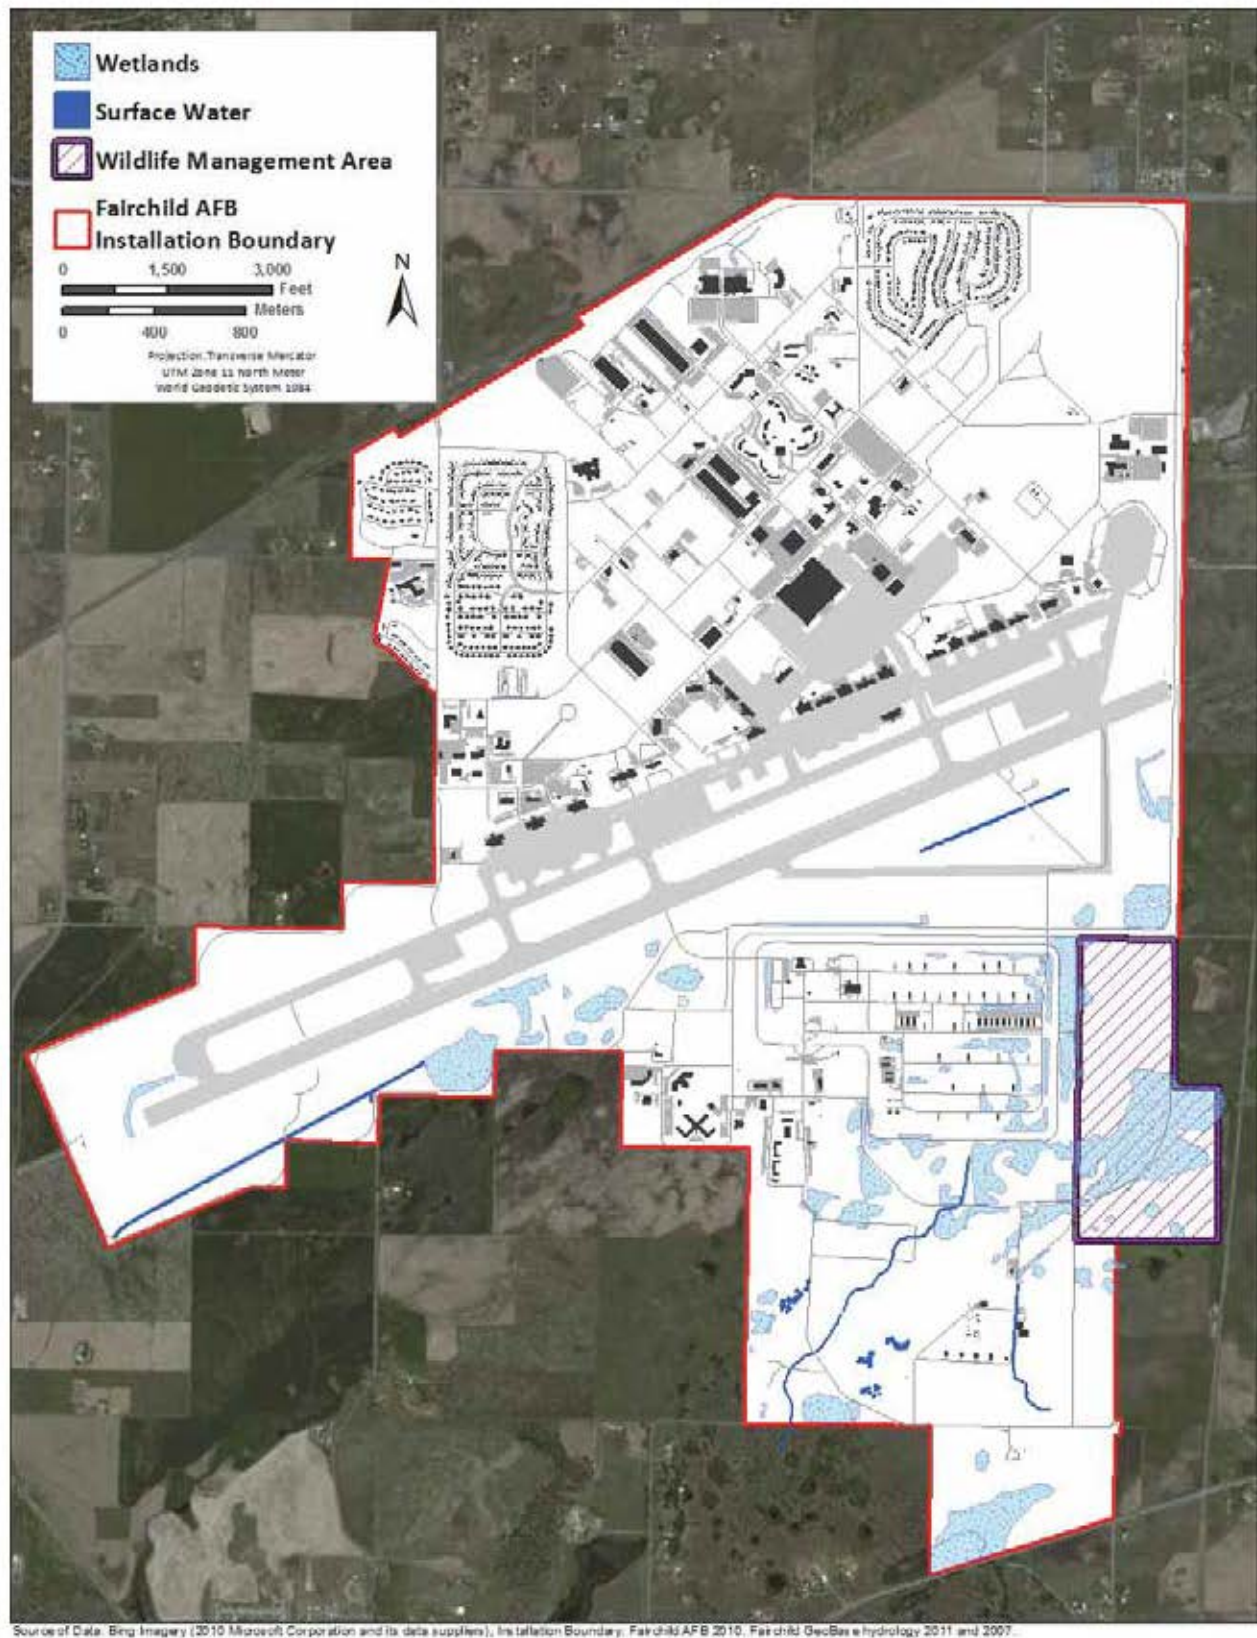 Wetlands
Surface Water
Wildlife Management Area
Fairchild AFB
Installation Boundary
0 1,500 3,000
Feet
Meters
0 400 800
N
Projection: Transverse Mercator
UTM Zone 11 North Meter
World Geodetic System 1984
Source of Data: Bing Imagery (2010 Microsoft Corporation and its data suppliers), Installation Boundary: Fairchild AFB 2010, Fairchild GeoBase hydrology 2011 and 2007.